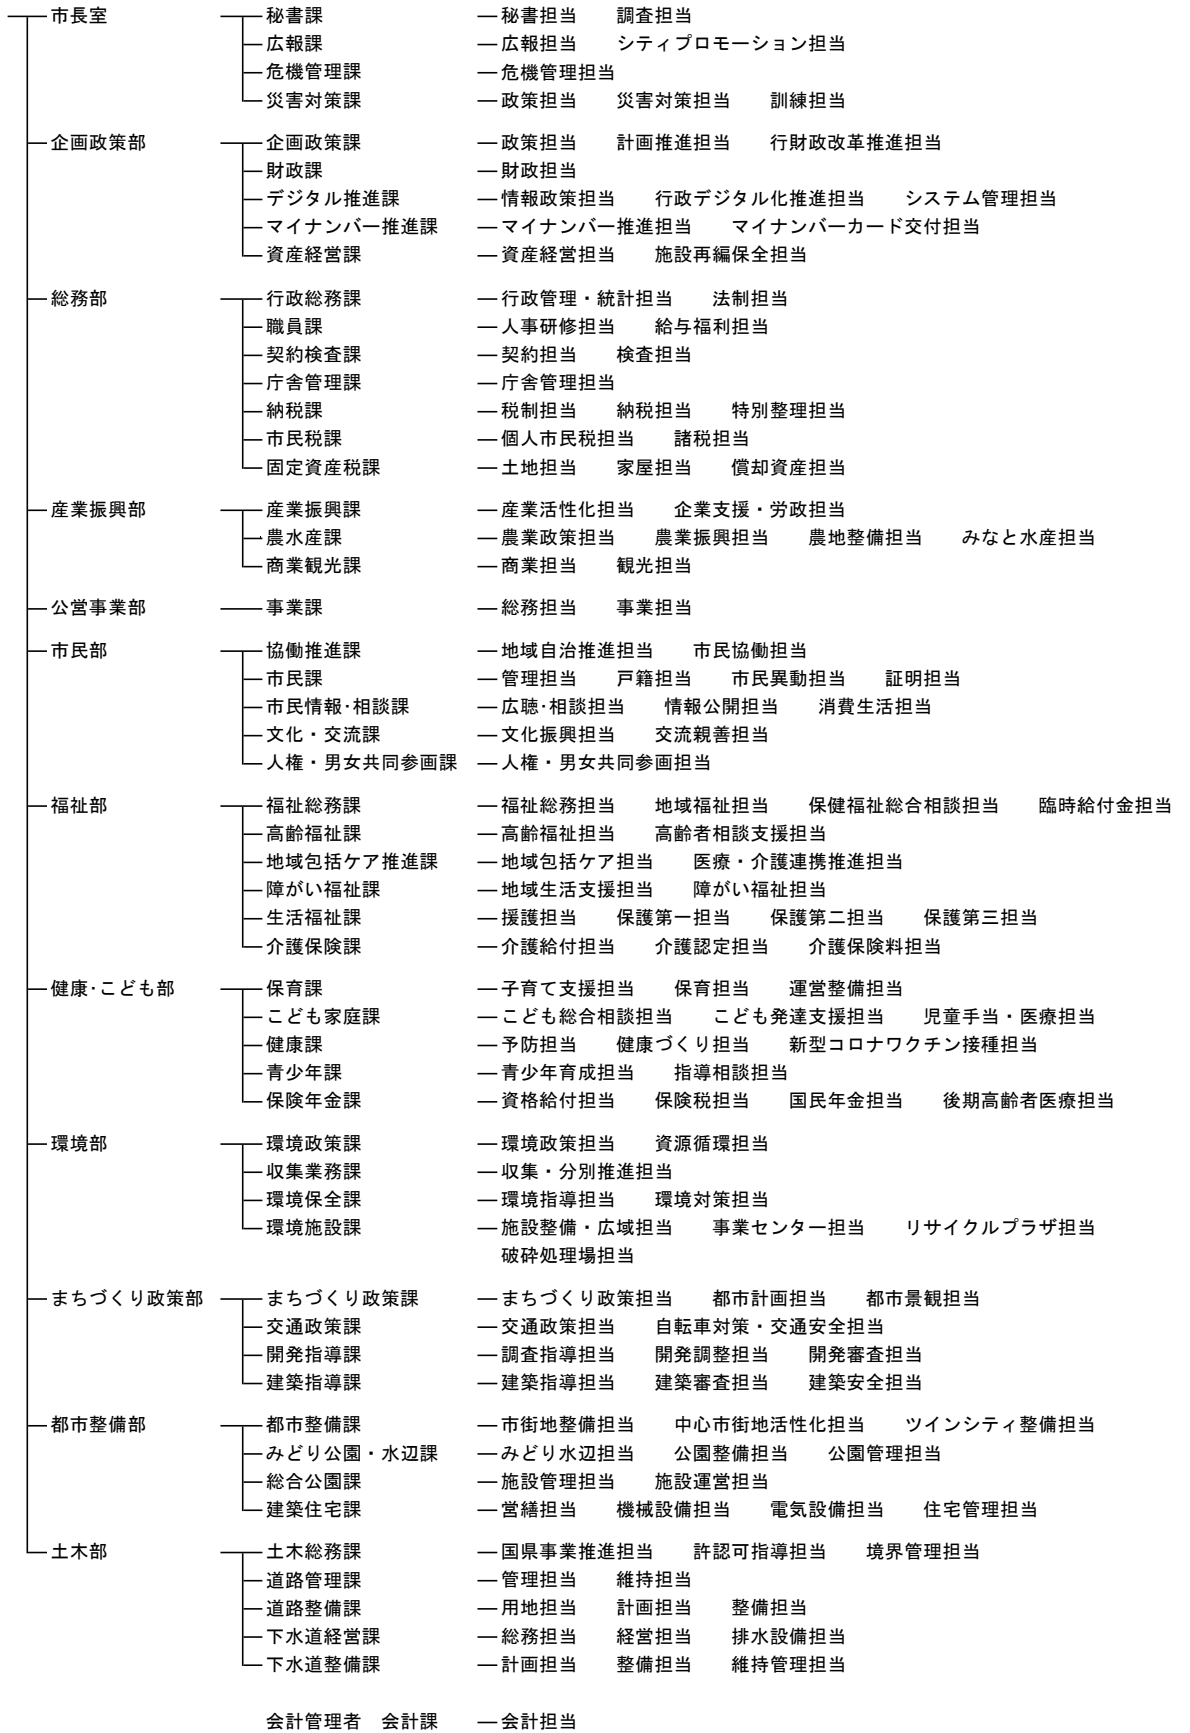 市長室 秘書課 秘書担当 調査担当
広報課 広報担当 シティプロモーション担当
危機管理課 危機管理担当
災害対策課 政策担当 災害対策担当 訓練担当
企画政策部 企画政策課 政策担当 計画推進担当 行財政改革推進担当
財政課 財政担当
デジタル推進課 情報政策担当 行政デジタル化推進担当 システム管理担当
マイナンバー推進課 マイナンバー推進担当 マイナンバーカード交付担当
資産経営課 資産経営担当 施設再編保全担当
総務部 行政総務課 行政管理・統計担当 法制担当
職員課 人事研修担当 給与福利担当
契約検査課 契約担当 検査担当
庁舎管理課 庁舎管理担当
納税課 税制担当 納税担当 特別整理担当
市民税課 個人市民税担当 諸税担当
固定資産税課 土地担当 家屋担当 償却資産担当
産業振興部 産業振興課 産業活性化担当 企業支援・労政担当
農水産課 農業政策担当 農業振興担当 農地整備担当 みなと水産担当
商業観光課 商業担当 観光担当
公営事業部 事業課 総務担当 事業担当
市民部 協働推進課 地域自治推進担当 市民協働担当
市民課 管理担当 戸籍担当 市民異動担当 証明担当
市民情報・相談課 広聴・相談担当 情報公開担当 消費生活担当
文化・交流課 文化振興担当 交流親善担当
人権・男女共同参画課 人権・男女共同参画担当
福祉部 福祉総務課 福祉総務担当 地域福祉担当 保健福祉総合相談担当 臨時給付金担当
高齢福祉課 高齢福祉担当 高齢者相談支援担当
地域包括ケア推進課 地域包括ケア担当 医療・介護連携推進担当
障がい福祉課 地域生活支援担当 障がい福祉担当
生活福祉課 援護担当 保護第一担当 保護第二担当 保護第三担当
介護保険課 介護給付担当 介護認定担当 介護保険料担当
健康・こども部 保育課 子育て支援担当 保育担当 運営整備担当
こども家庭課 こども総合相談担当 こども発達支援担当 児童手当・医療担当
健康課 予防担当 健康づくり担当 新型コロナワクチン接種担当
青少年課 青少年育成担当 指導相談担当
保険年金課 資格給付担当 保険税担当 国民年金担当 後期高齢者医療担当
環境部 環境政策課 環境政策担当 資源循環担当
収集業務課 収集・分別推進担当
環境保全課 環境指導担当 環境対策担当
環境施設課 施設整備・広域担当 事業センター担当 リサイクルプラザ担当
破砕処理場担当
まちづくり政策部 まちづくり政策課 まちづくり政策担当 都市計画担当 都市景観担当
交通政策課 交通政策担当 自転車対策・交通安全担当
開発指導課 調査指導担当 開発調整担当 開発審査担当
建築指導課 建築指導担当 建築審査担当 建築安全担当
都市整備部 都市整備課 市街地整備担当 中心市街地活性化担当 ツインシティ整備担当
みどり公園・水辺課 みどり水辺担当 公園整備担当 公園管理担当
総合公園課 施設管理担当 施設運営担当
建築住宅課 営繕担当 機械設備担当 電気設備担当 住宅管理担当
土木部 土木総務課 国県事業推進担当 許認可指導担当 境界管理担当
道路管理課 管理担当 維持担当
道路整備課 用地担当 計画担当 整備担当
下水道経営課 総務担当 経営担当 排水設備担当
下水道整備課 計画担当 整備担当 維持管理担当
会計管理者 会計課 会計担当